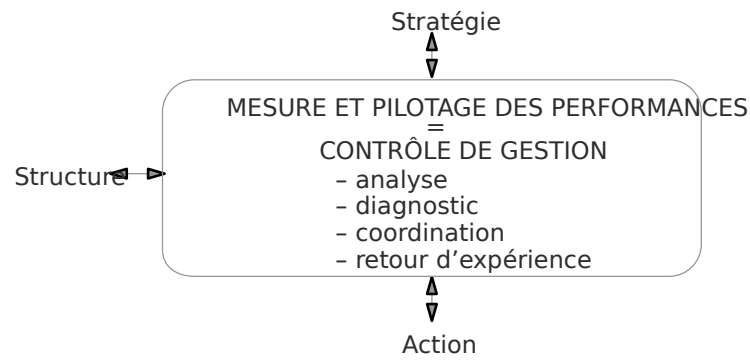 Stratégie
MESURE ET PILOTAGE DES PERFORMANCES
=
CONTRÔLE DE GESTION
Structure
– analyse
– diagnostic
– coordination
– retour d’expérience
Action